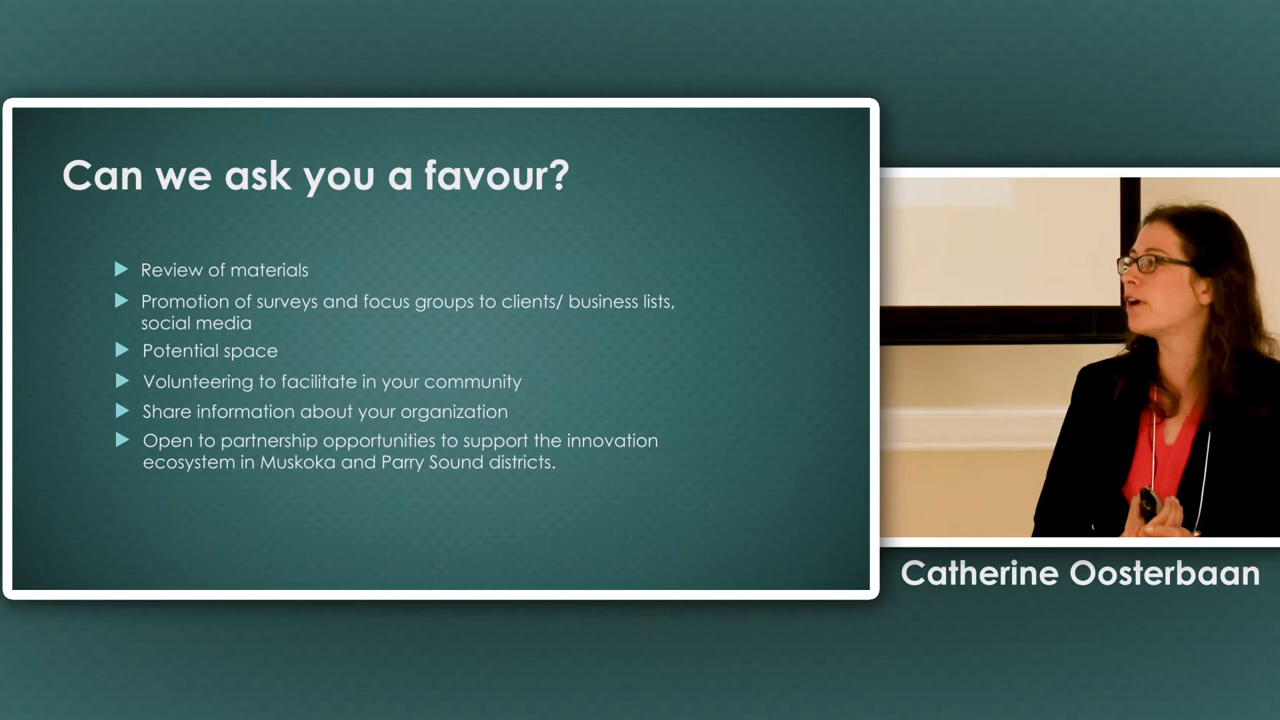 Can we ask you a favour?
Review of materials
Promotion of surveys and focus groups to clients/ business lists,
social media
Potential space
Volunteering to facilitate in your community
Share information about your organization
Open to partnership opportunities to support the innovation
ecosystem in Muskoka and Parry Sound districts.
Catherine Oosterbaan